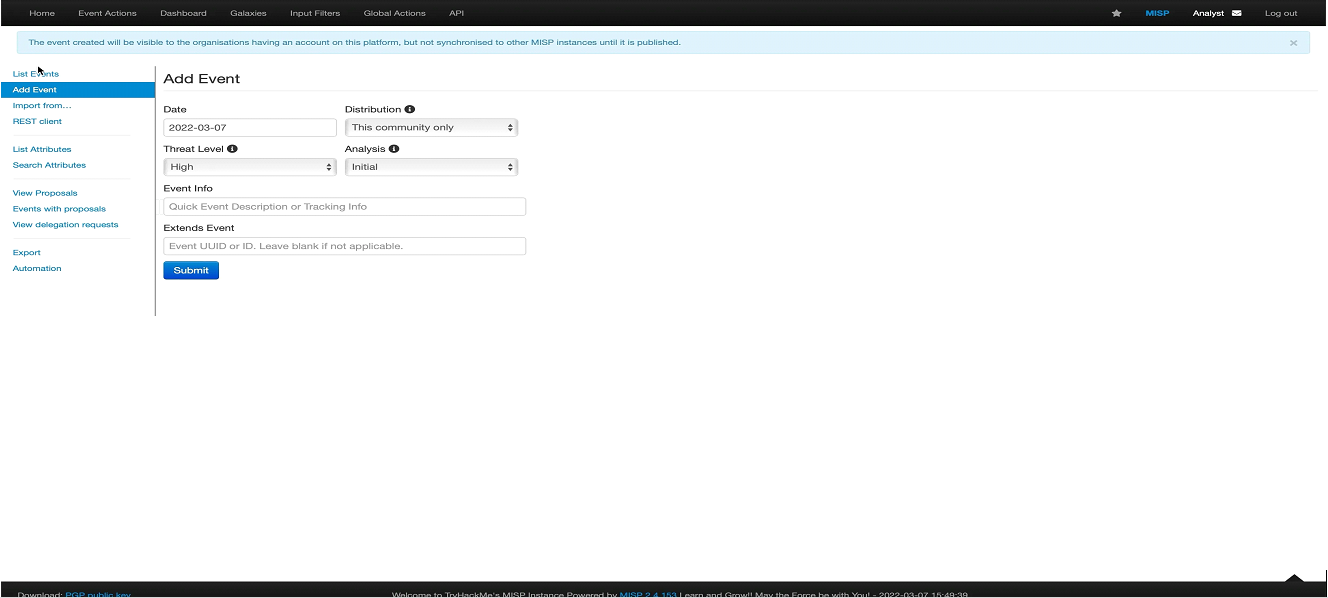 Home Event Actions Dashboard Galaxies Input Filters Global Actions API MISP Analyst Log out
The event created will be visible to the organisations having an account on this platform, but not synchronised to other MISP instances until it is published. ×
List Events
Add Event
Import from...
REST client
List Attributes
Search Attributes
View Proposals
Events with proposals
View delegation requests
Export
Automation
Add Event
Date Distribution
2022-03-07 This community only
Threat Level Analysis
High Initial
Event Info
Quick Event Description or Tracking Info
Extends Event
Event UUID or ID. Leave blank if not applicable.
Submit
Download: PGP public key Welcome to TryHackMe's MISP Instance Powered by MISP 2.4.153 Learn and Grow!! May the Force be with You! - 2022-03-07 15:49:39